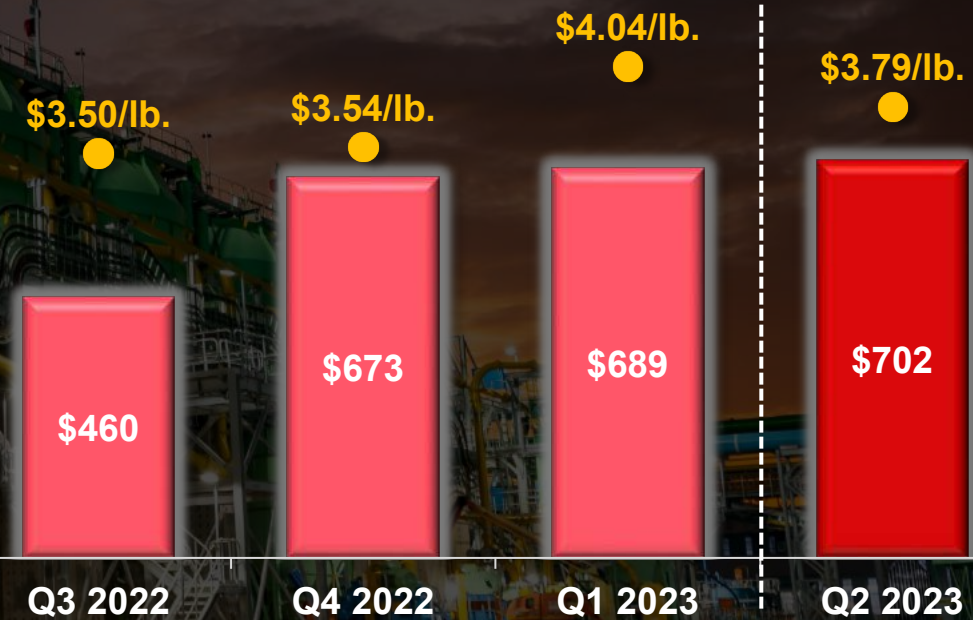 $4.04/lb.
$3.79/lb.
$3.50/lb.
$3.54/lb.
$460
$673
$689
$702
Q3 2022
Q4 2022
Q1 2023
Q2 2023